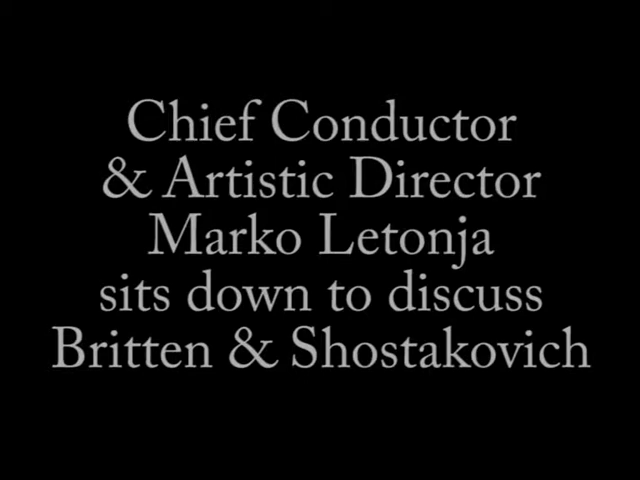 Chief Conductor
& Artistic Director
Marko Letonja
sits down to discuss
Britten & Shostakovich